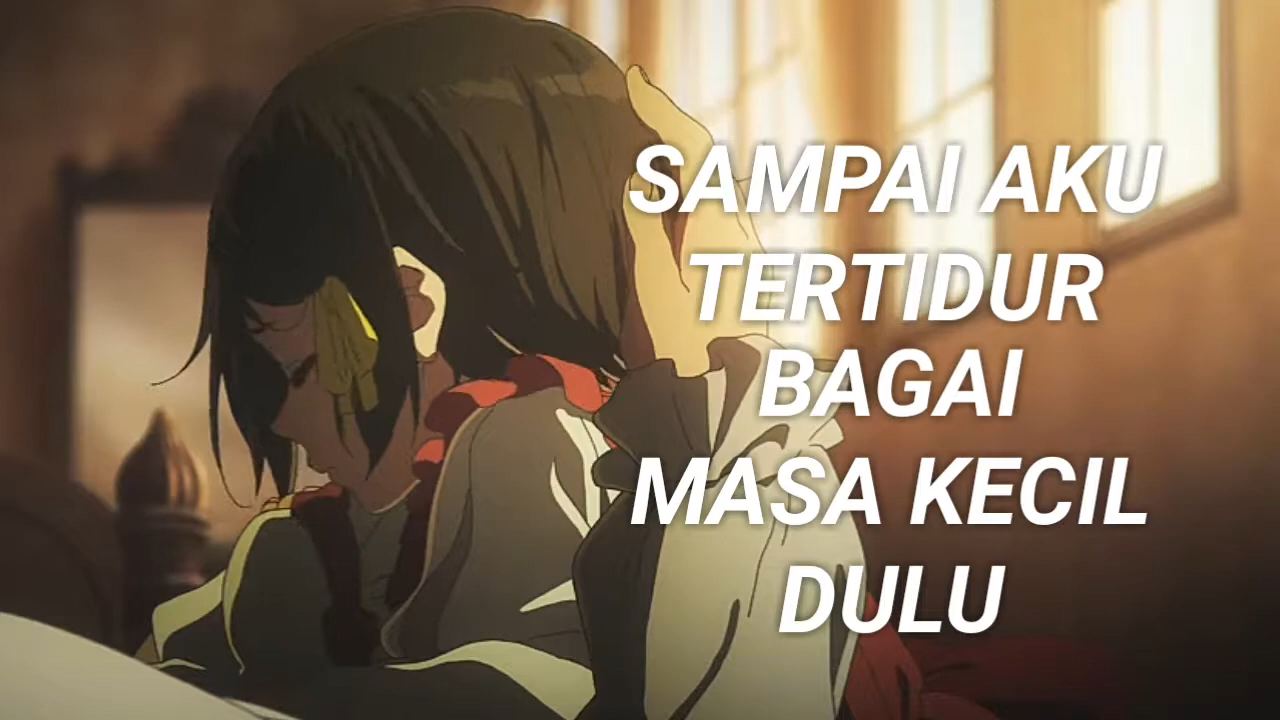 SAMPAI AKU
TERTIDUR
BAGAI
MASA KECIL
DULU